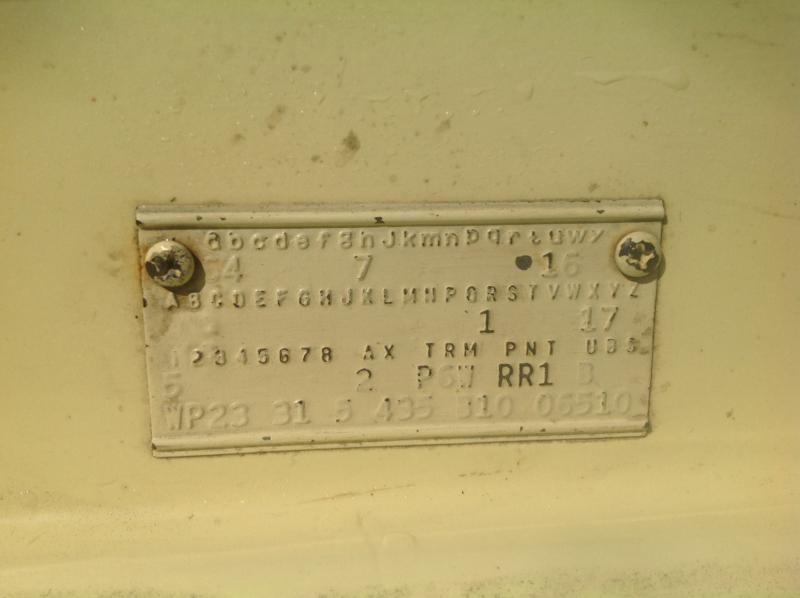 abcdefghJkmnpqrtuwy
64 7 16
ABCDEFGHJKLMNPQRSTVWXYZ
1 17
12345678 AX TRM PNT UBS
5 2 P6W RR1 B
WP23 31 5 435 310 06510